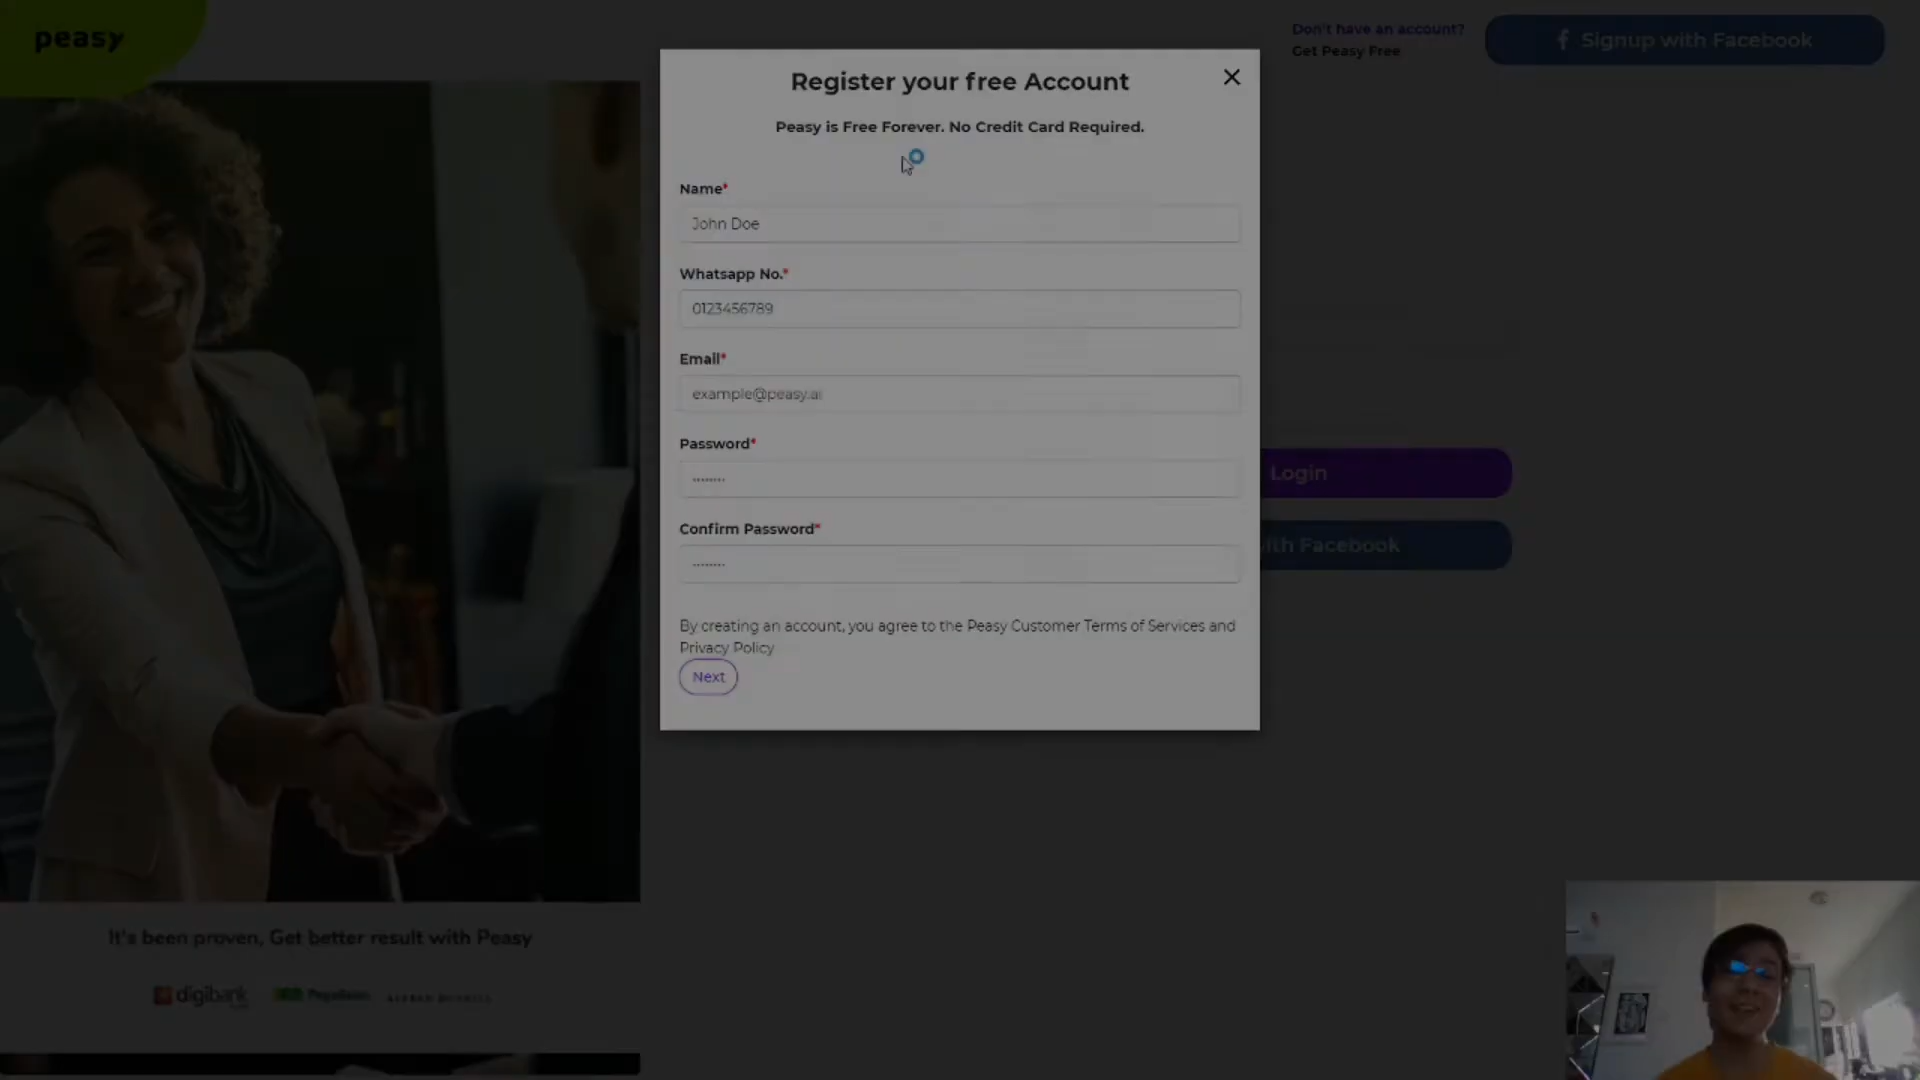 peasy
Don't have an account?
Get Peasy Free
Signup with Facebook
Register your free Account
Peasy is Free Forever. No Credit Card Required.
Name*
John Doe
Whatsapp No.*
0123456789
Email*
example@peasy.ai
Password*
Confirm Password*
By creating an account, you agree to the Peasy Customer Terms of Services and
Privacy Policy
Next
Login
with Facebook
It's been proven, Get better result with Peasy
digibank